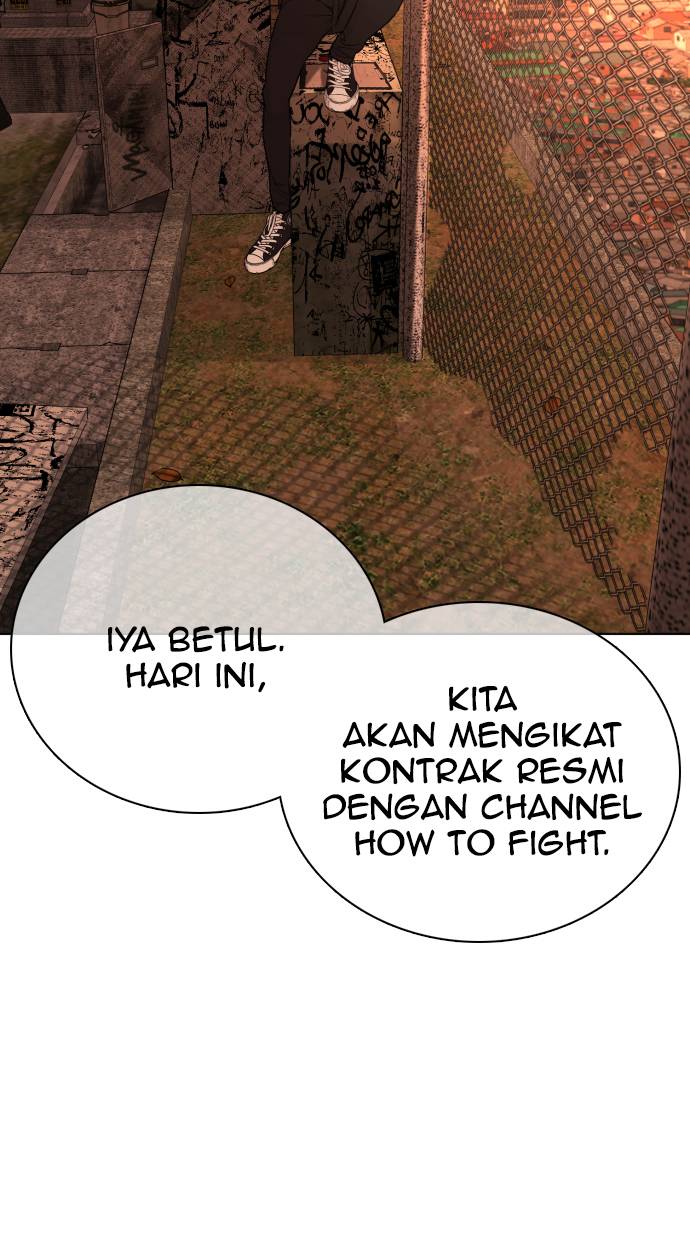 IYA BETUL.
HARI INI,
KITA
AKAN MENGIKAT
KONTRAK RESMI
DENGAN CHANNEL
HOW TO FIGHT.